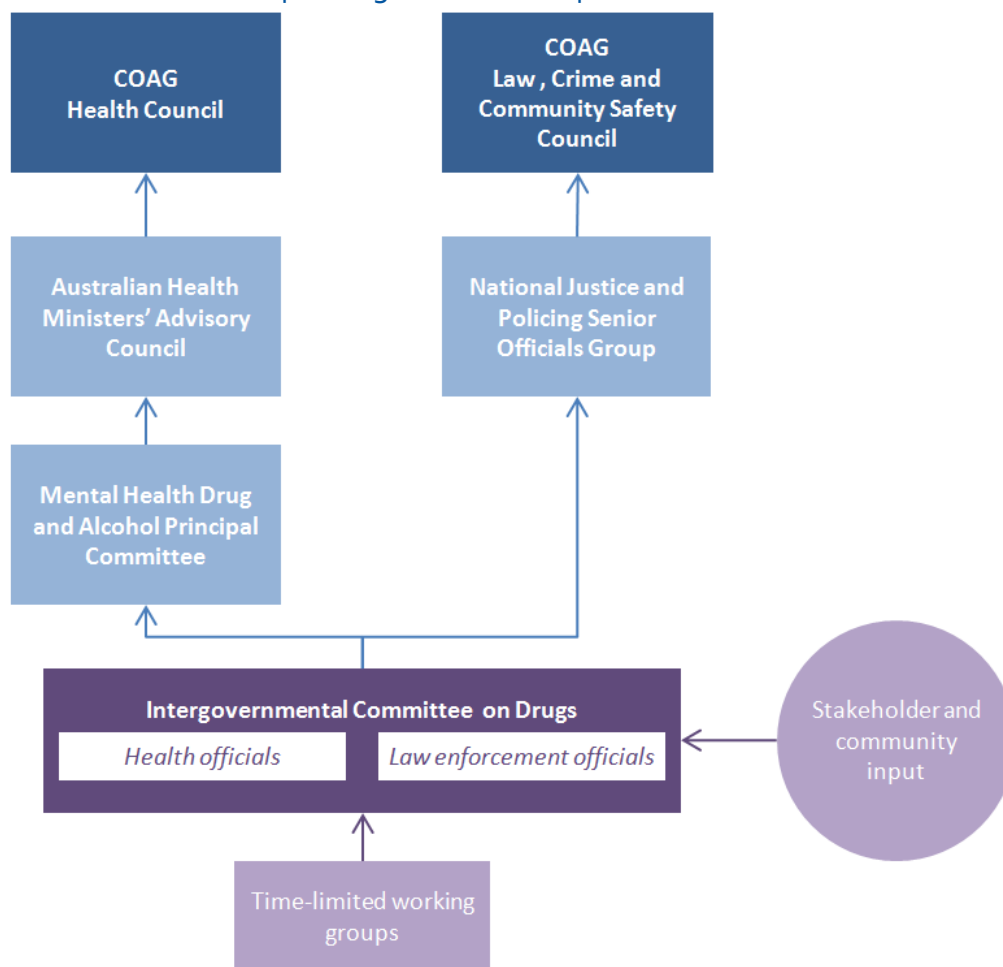 COAG
Health Council
COAG
Law , Crime and
Community Safety
Council
Australian Health
Ministers’ Advisory
Council
National Justice and
Policing Senior
Officials Group
Mental Health Drug
and Alcohol Principal
Committee
Intergovernmental Committee on Drugs
Health officials
Law enforcement officials
Stakeholder and
community
input
Time-limited working
groups